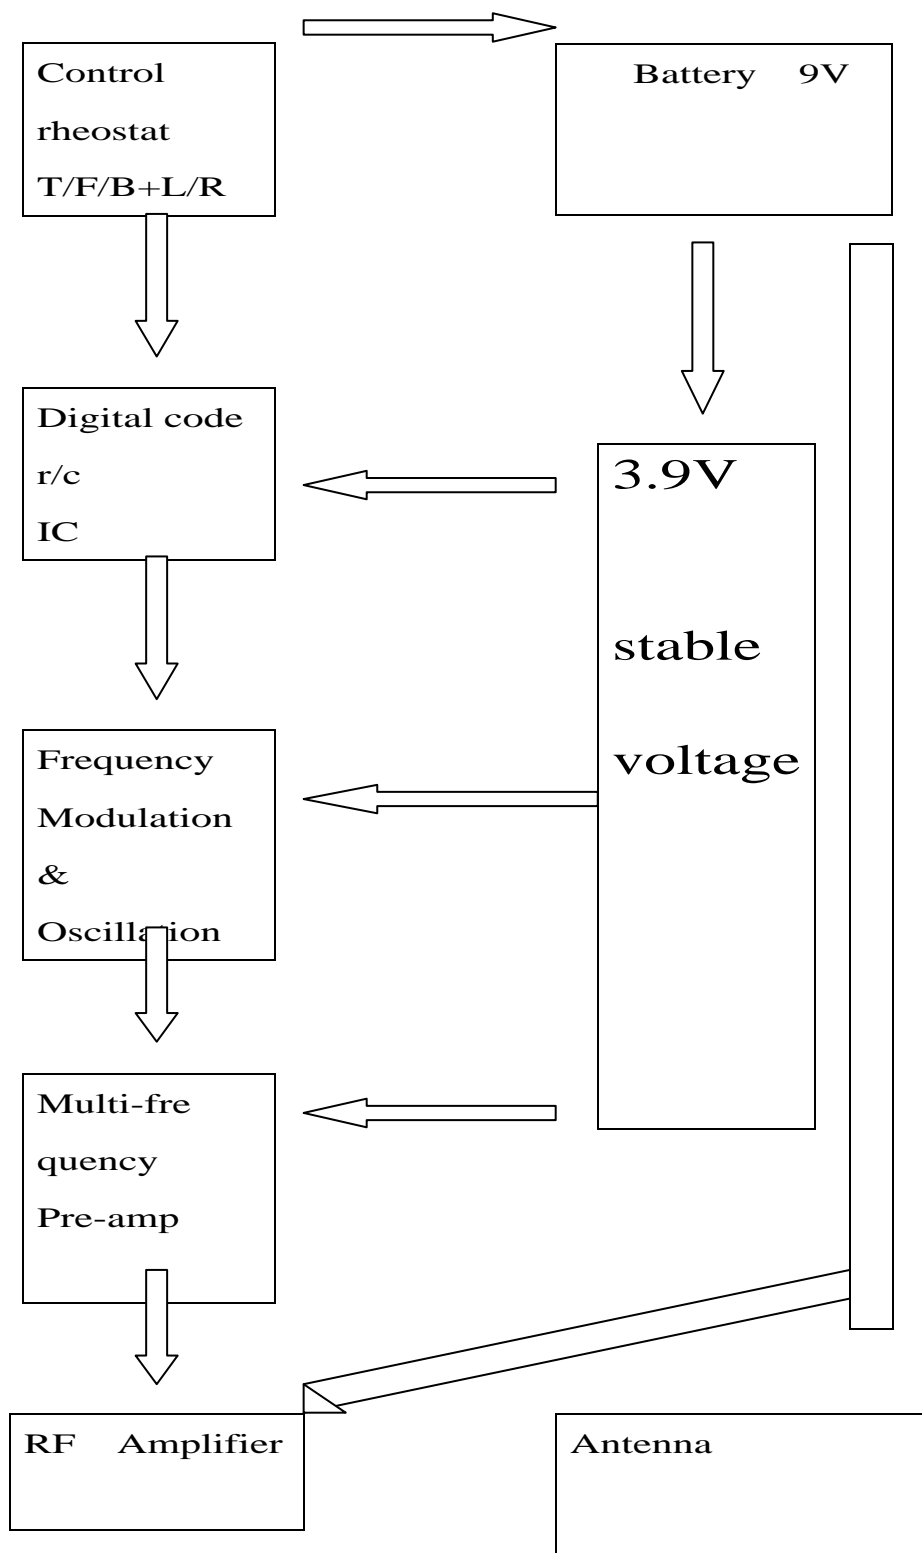 Control
rheostat
T/F/B+L/R
Battery 9V
Digital code
r/c
IC
3.9V
stable
voltage
Frequency
Modulation
&
Oscillation
Multi-fre
quency
Pre-amp
RF Amplifier
Antenna